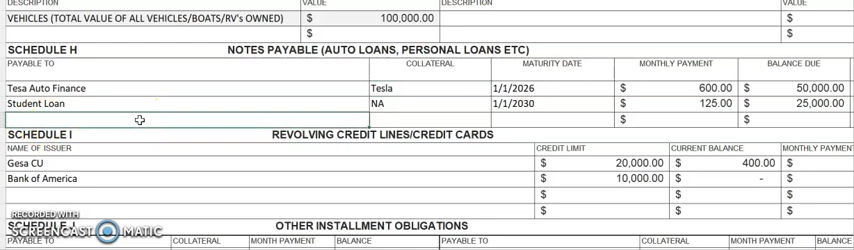 DESCRIPTION VALUE DESCRIPTION VALUE
VEHICLES (TOTAL VALUE OF ALL VEHICLES/BOATS/RV's OWNED) $ 100,000.00 $
$ $
SCHEDULE H NOTES PAYABLE (AUTO LOANS, PERSONAL LOANS ETC)
PAYABLE TO COLLATERAL MATURITY DATE MONTHLY PAYMENT BALANCE DUE
Tesa Auto Finance Tesla 1/1/2026 $ 600.00 $ 50,000.00
Student Loan NA 1/1/2030 $ 125.00 $ 25,000.00
$ $
SCHEDULE I REVOLVING CREDIT LINES/CREDIT CARDS
NAME OF ISSUER CREDIT LIMIT CURRENT BALANCE MONTHLY PAYMENT
Gesa CU $ 20,000.00 $ 400.00 $
Bank of America $ 10,000.00 $ - $
$ $ $
$ $ $
RECORDED WITH
SCREENCAST MATIC
SCHEDULE J OTHER INSTALLMENT OBLIGATIONS
PAYABLE TO COLLATERAL MONTH PAYMENT BALANCE PAYABLE TO COLLATERAL MONTH PAYMENT BALANCE